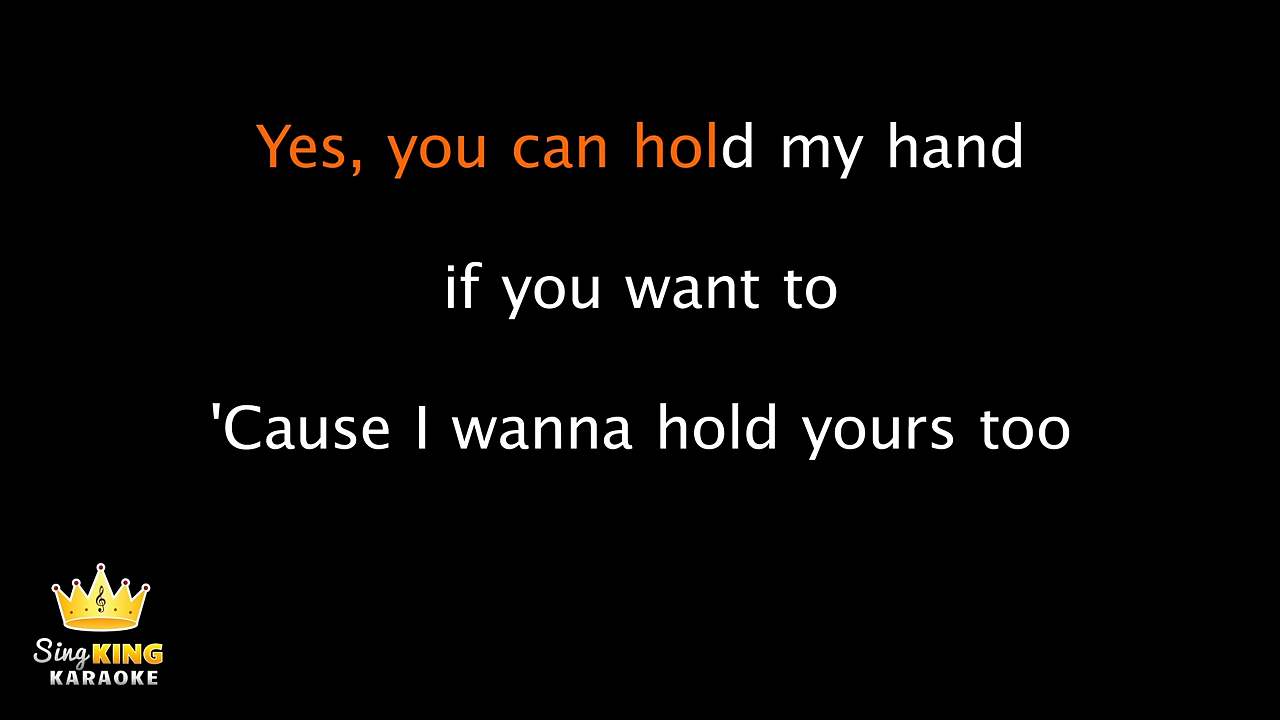 Yes, you can hold my hand
if you want to
'Cause I wanna hold yours too
Sing KING
KARAOKE